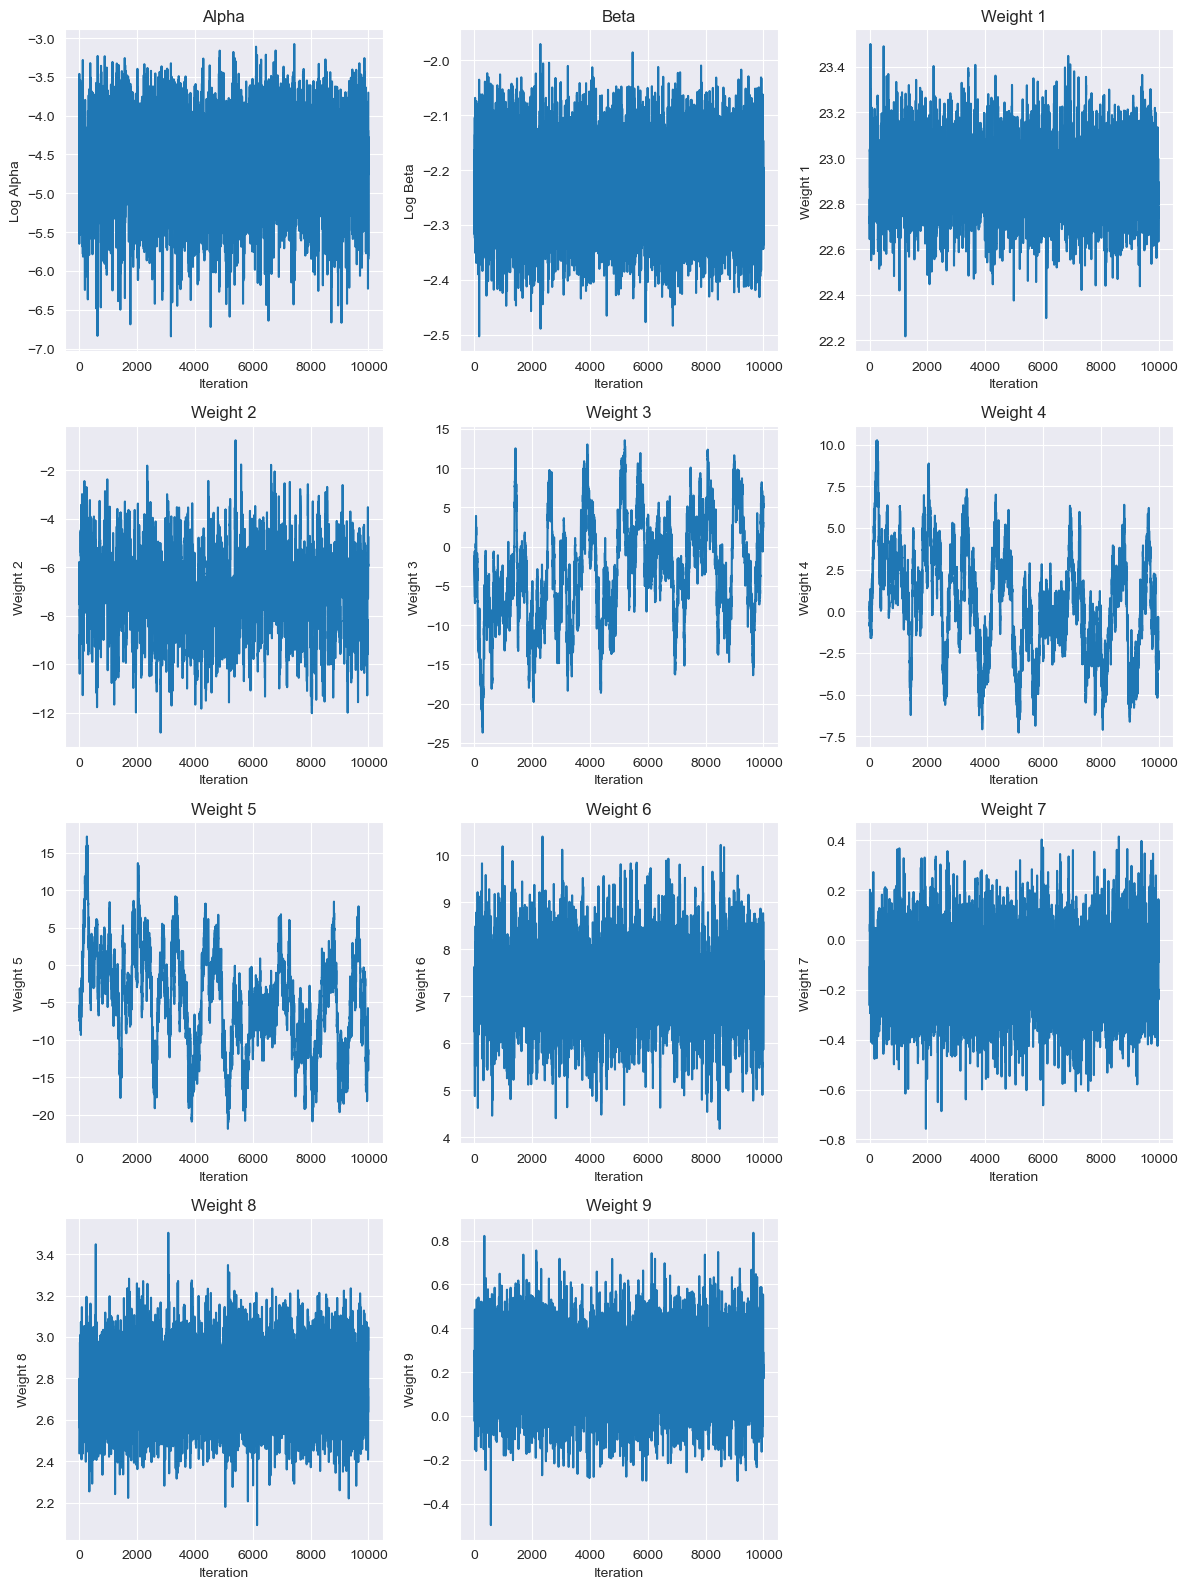 Alpha
Beta
Weight 1
Log Alpha
−3.0
−3.5
−4.0
−4.5
−5.0
−5.5
−6.0
−6.5
−7.0
0 2000 4000 6000 8000 10000
Iteration
Log Beta
−2.0
−2.1
−2.2
−2.3
−2.4
−2.5
0 2000 4000 6000 8000 10000
Iteration
Weight 1
23.4
23.2
23.0
22.8
22.6
22.4
22.2
0 2000 4000 6000 8000 10000
Iteration
Weight 2
Weight 3
Weight 4
Weight 2
−2
−4
−6
−8
−10
−12
0 2000 4000 6000 8000 10000
Iteration
Weight 3
15
10
5
0
−5
−10
−15
−20
−25
0 2000 4000 6000 8000 10000
Iteration
Weight 4
10.0
7.5
5.0
2.5
0.0
−2.5
−5.0
−7.5
0 2000 4000 6000 8000 10000
Iteration
Weight 5
Weight 6
Weight 7
Weight 5
15
10
5
0
−5
−10
−15
−20
0 2000 4000 6000 8000 10000
Iteration
Weight 6
10
9
8
7
6
5
4
0 2000 4000 6000 8000 10000
Iteration
Weight 7
0.4
0.2
0.0
−0.2
−0.4
−0.6
−0.8
0 2000 4000 6000 8000 10000
Iteration
Weight 8
Weight 9
Weight 8
3.4
3.2
3.0
2.8
2.6
2.4
2.2
0 2000 4000 6000 8000 10000
Iteration
Weight 9
0.8
0.6
0.4
0.2
0.0
−0.2
−0.4
0 2000 4000 6000 8000 10000
Iteration